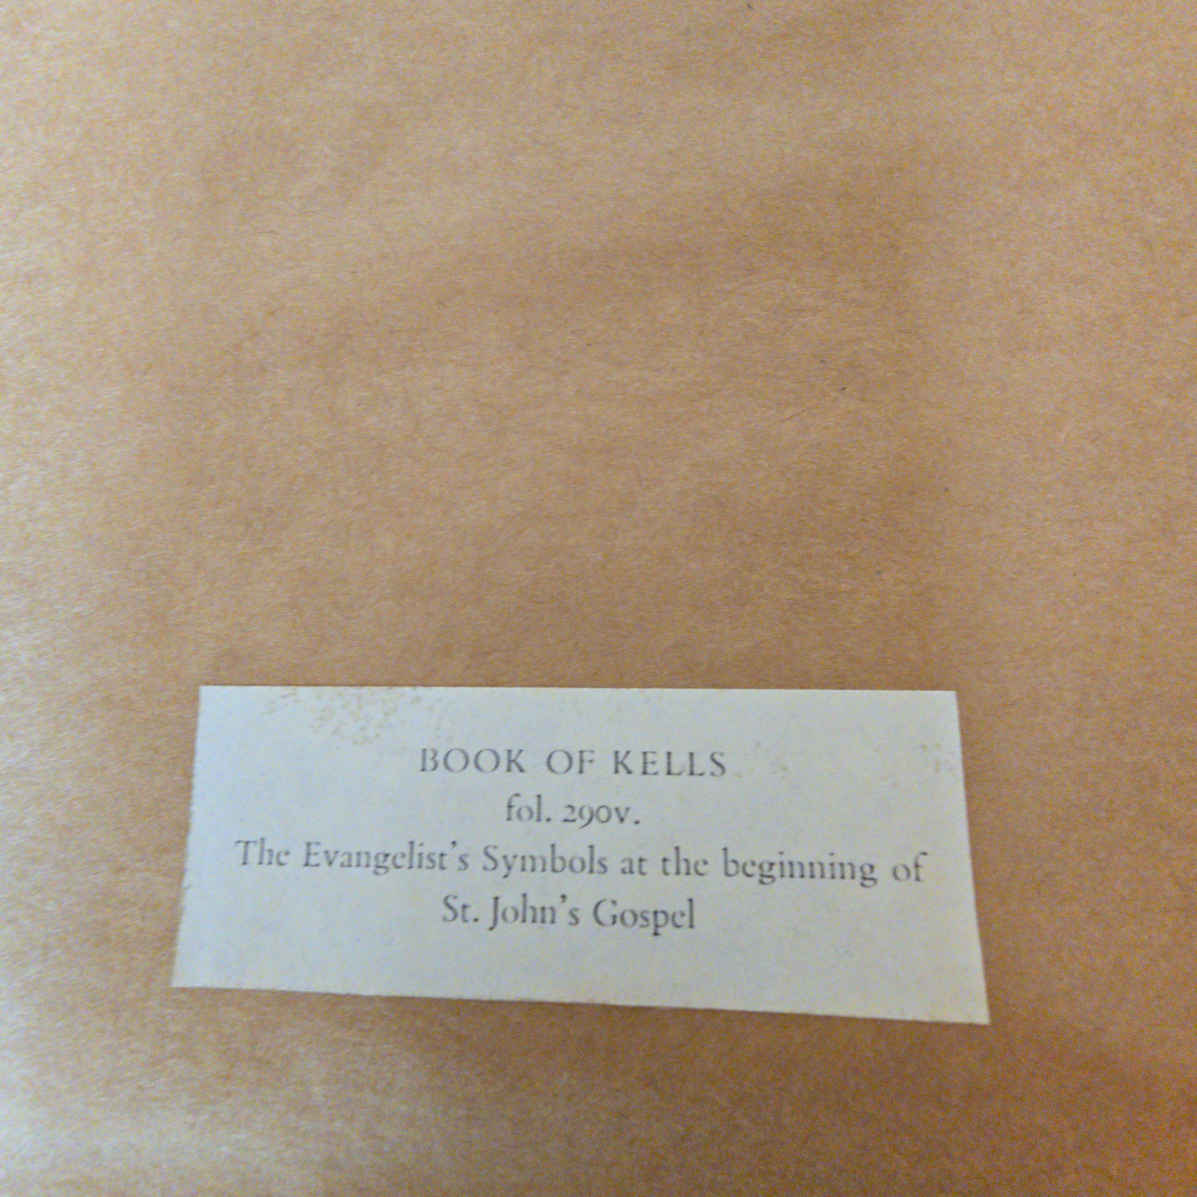 BOOK OF KELLS
fol. 290v.
The Evangelist's Symbols at the beginning of
St. John's Gospel